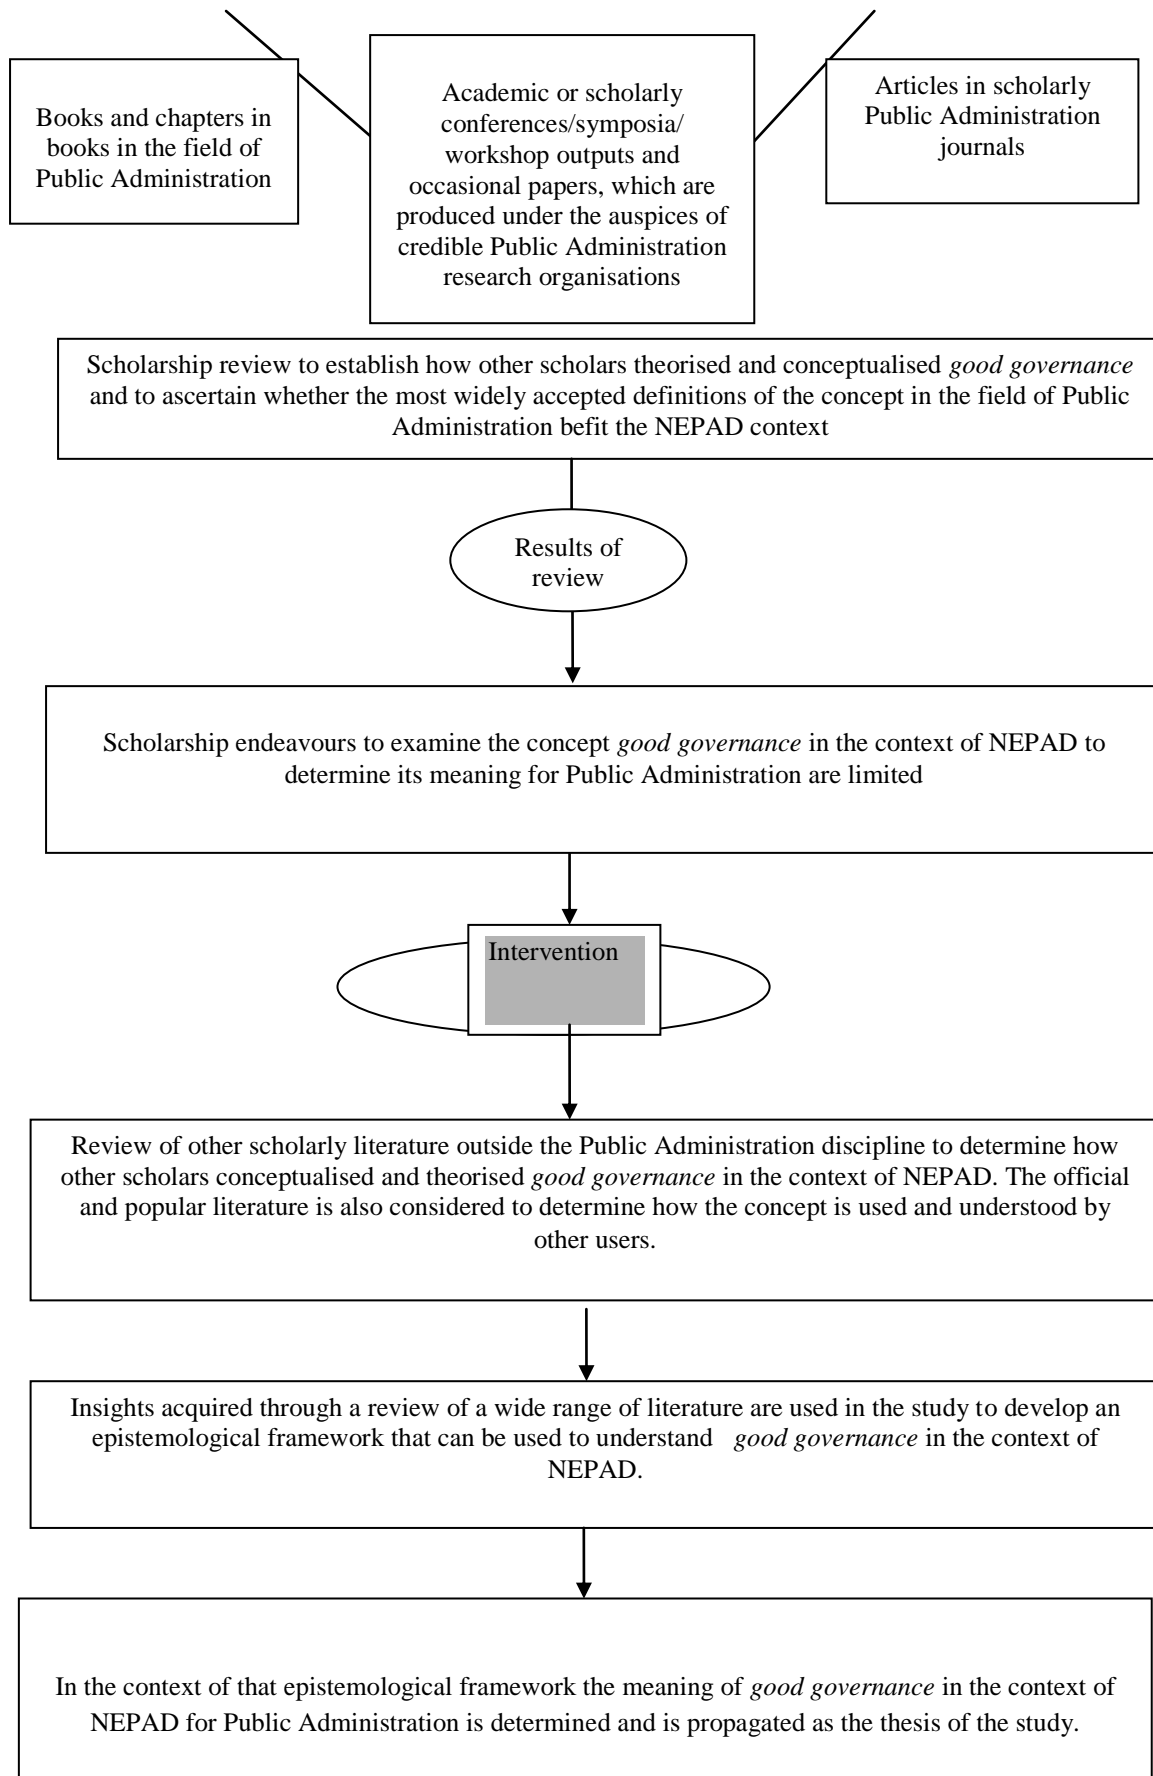 Books and chapters in
books in the field of
Public Administration
Academic or scholarly
conferences/symposia/
workshop outputs and
occasional papers, which are
produced under the auspices of
credible Public Administration
research organisations
Articles in scholarly
Public Administration
journals
Scholarship review to establish how other scholars theorised and conceptualised good governance
and to ascertain whether the most widely accepted definitions of the concept in the field of Public
Administration befit the NEPAD context
Results of
review
Scholarship endeavours to examine the concept good governance in the context of NEPAD to
determine its meaning for Public Administration are limited
Intervention
Review of other scholarly literature outside the Public Administration discipline to determine how
other scholars conceptualised and theorised good governance in the context of NEPAD. The official
and popular literature is also considered to determine how the concept is used and understood by
other users.
Insights acquired through a review of a wide range of literature are used in the study to develop an
epistemological framework that can be used to understand good governance in the context of
NEPAD.
In the context of that epistemological framework the meaning of good governance in the context of
NEPAD for Public Administration is determined and is propagated as the thesis of the study.